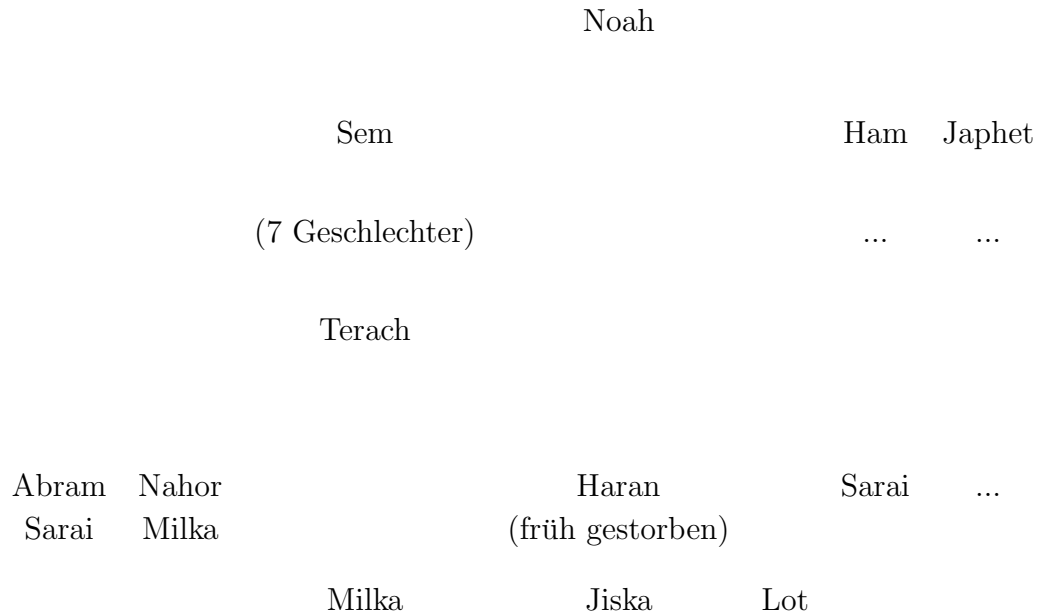 Noah
Sem Ham Japhet
(7 Geschlechter) ... ...
Terach
Abram Nahor Haran Sarai ...
Sarai Milka (früh gestorben)
Milka Jiska Lot